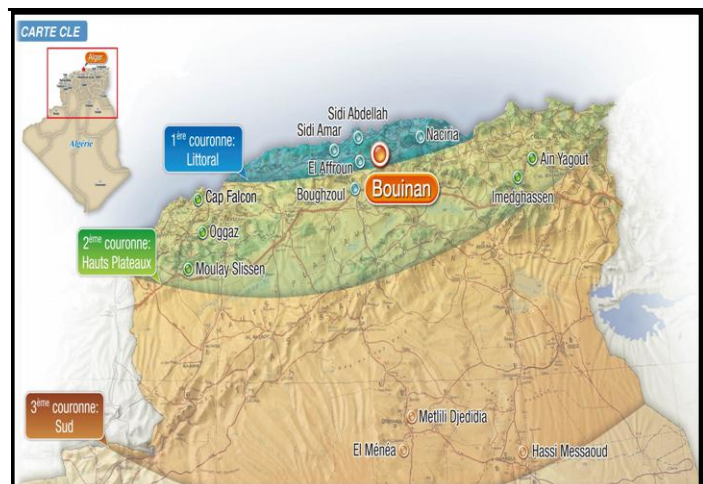 CARTE CLE
Alger
Algérie
1ère couronne:
Littoral
Sidi Abdellah
Sidi Amar
Naciria
El Affroun
Boughzoul
Bouinan
Ain Yagout
Imedghassen
Cap Falcon
Oggaz
Moulay Slissen
2ème couronne:
Hauts Plateaux
3ème couronne:
Sud
Metlili Djedidia
El Ménéa
Hassi Messaoud